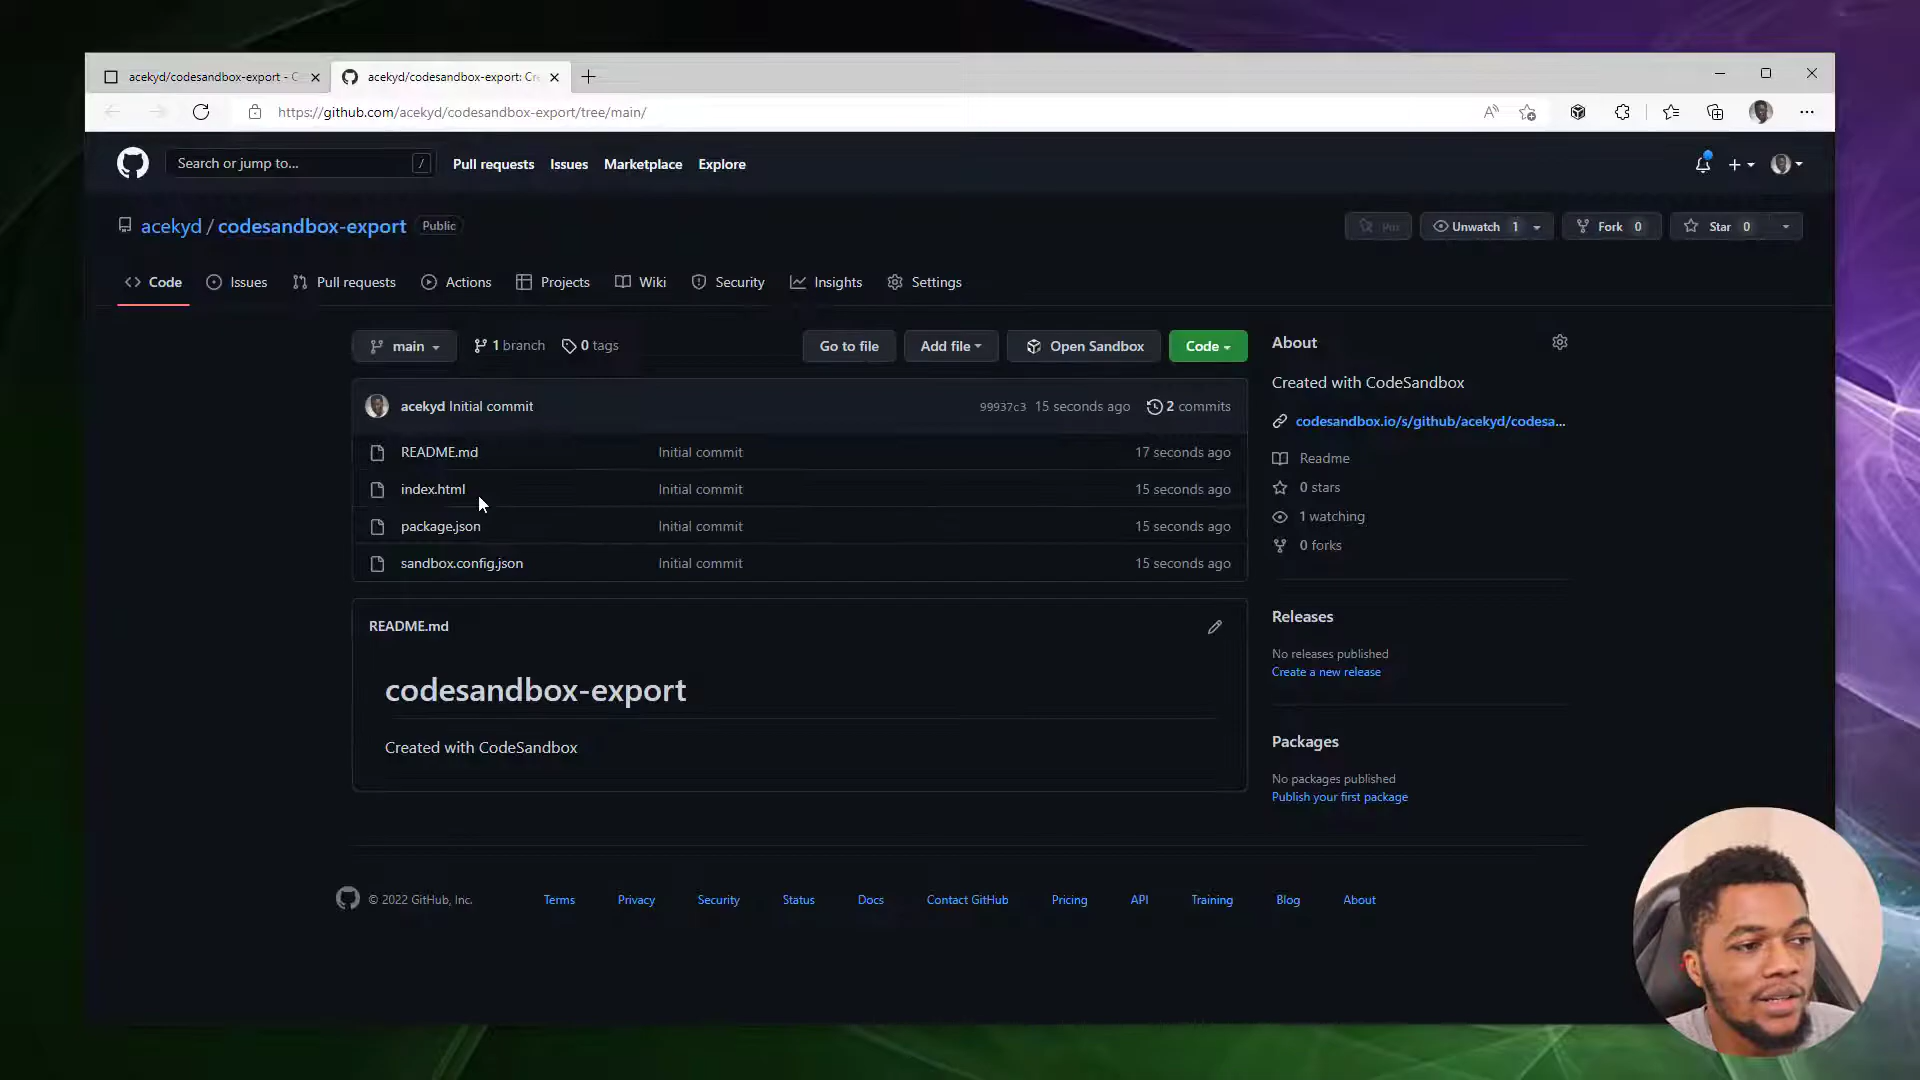 acekyd/codesandbox-export - C
acekyd/codesandbox-export: Cr
https://github.com/acekyd/codesandbox-export/tree/main/
Search or jump to... /
Pull requests Issues Marketplace Explore
acekyd / codesandbox-export Public
Unwatch 1 Fork 0 Star 0
Code Issues Pull requests Actions Projects Wiki Security Insights Settings
main 1 branch 0 tags Go to file Add file Open Sandbox Code
acekyd Initial commit 99937c3 15 seconds ago 2 commits
README.md Initial commit 17 seconds ago
index.html Initial commit 15 seconds ago
package.json Initial commit 15 seconds ago
sandbox.config.json Initial commit 15 seconds ago
README.md
codesandbox-export
Created with CodeSandbox
About
Created with CodeSandbox
codesandbox.io/s/github/acekyd/codesa...
Readme
0 stars
1 watching
0 forks
Releases
No releases published
Create a new release
Packages
No packages published
Publish your first package
© 2022 GitHub, Inc. Terms Privacy Security Status Docs Contact GitHub Pricing API Training Blog About